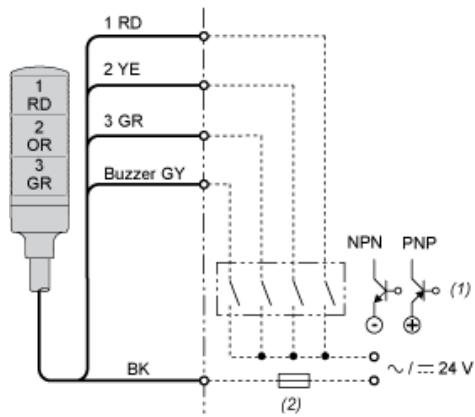 1 RD
2 YE
3 GR
Buzzer GY
1
RD
2
OR
3
GR
NPN PNP
(1)
BK
~ / ⎓ 24 V
(2)